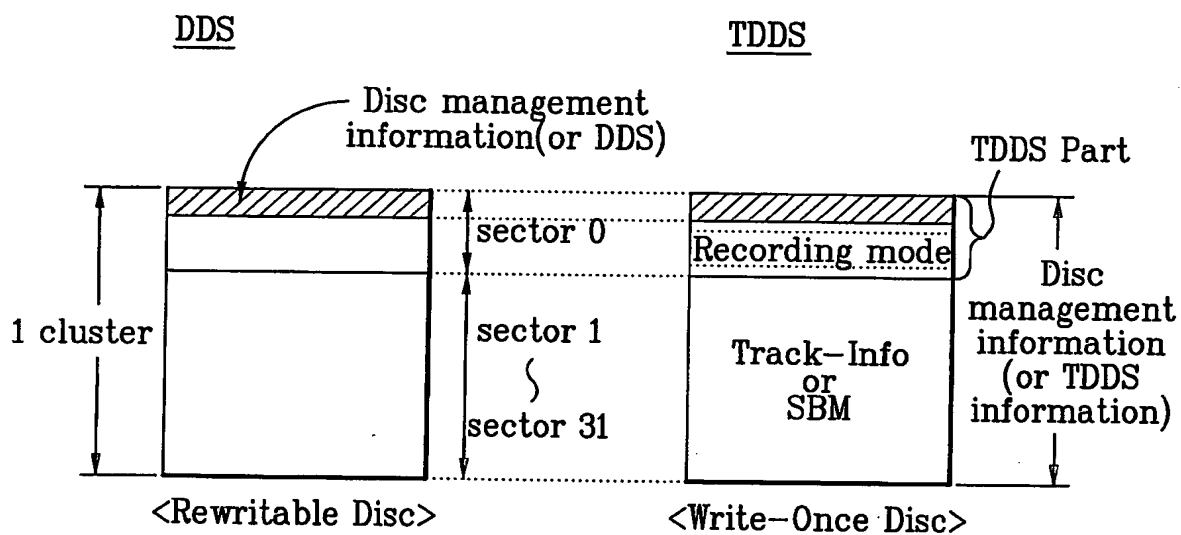 DDS
TDDS
Disc management
information(or DDS)
TDDS Part
sector 0
Recording mode
1 cluster
sector 1
sector 31
Track-Info
or
SBM
Disc
management
information
(or TDDS
information)
<Rewritable Disc>
<Write-Once Disc>